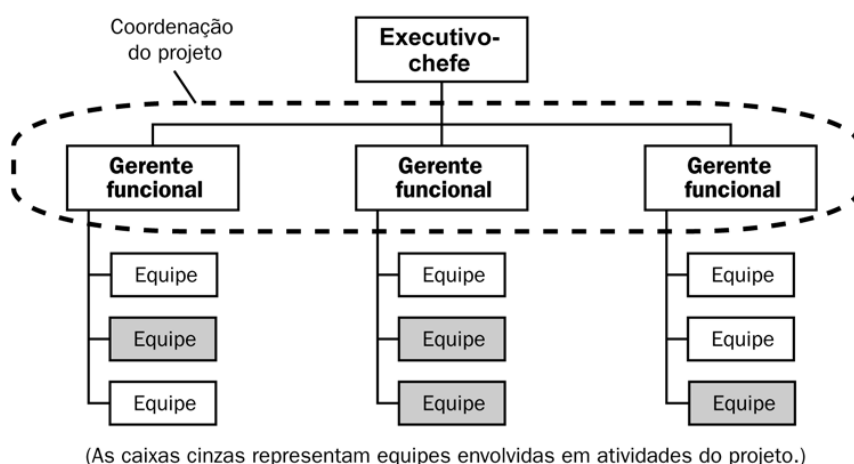 Coordenação
do projeto
Executivo-
chefe
Gerente
funcional
Gerente
funcional
Gerente
funcional
Equipe
Equipe
Equipe
Equipe
Equipe
Equipe
Equipe
Equipe
Equipe
(As caixas cinzas representam equipes envolvidas em atividades do projeto.)